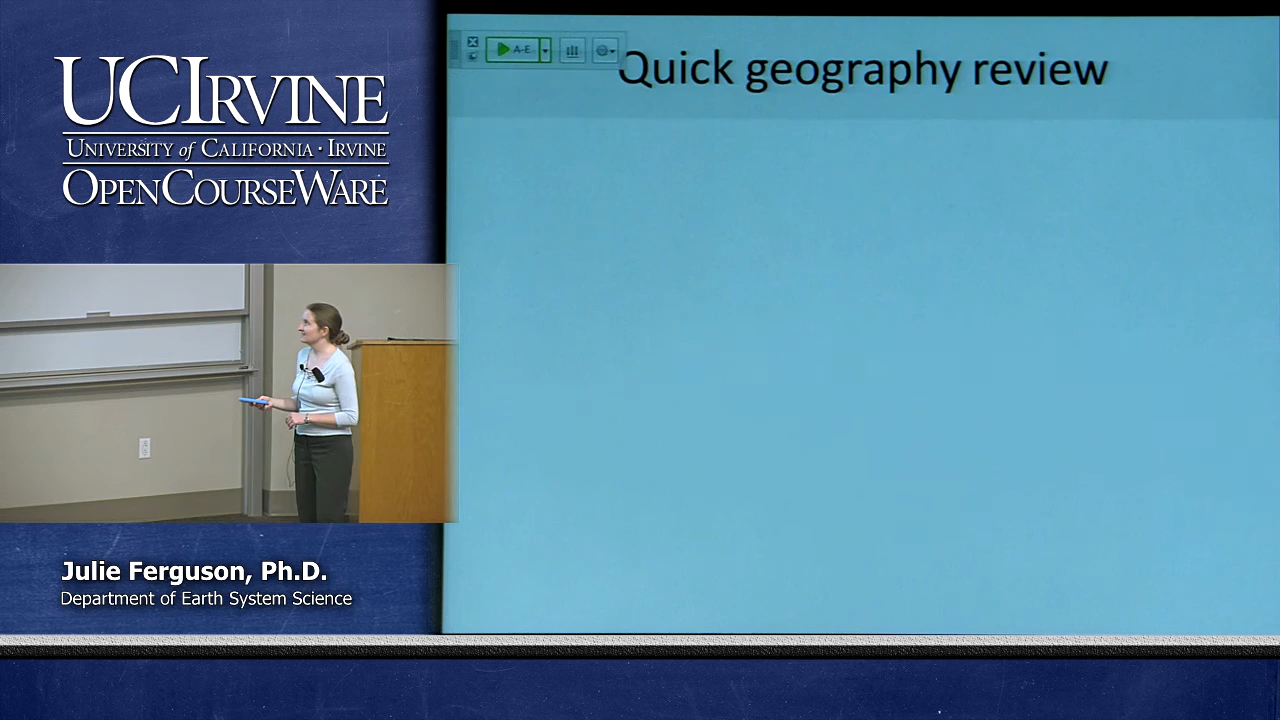 UCIRVINE
UNIVERSITY of CALIFORNIA · IRVINE
OPENCOURSEWARE
A-E
Quick geography review
Julie Ferguson, Ph.D.
Department of Earth System Science